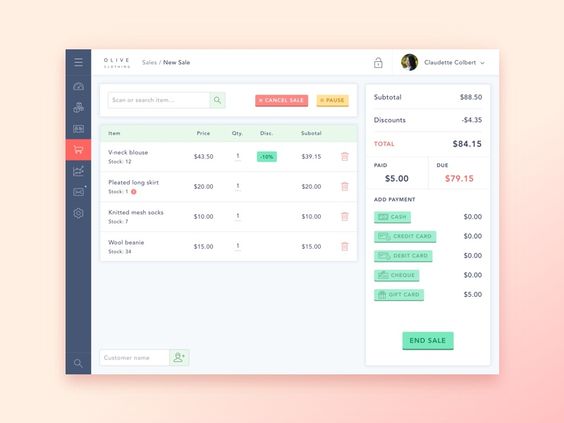 OLIVE
CLOTHING
Sales / New Sale
Claudette Colbert
Scan or search item...
× CANCEL SALE
PAUSE
Item Price Qty. Disc. Subotal
V-neck blouse
Stock: 12
$43.50 1 -10% $39.15
Pleated long skirt
Stock: 1
$20.00 1 $20.00
Knitted mesh socks
Stock: 7
$10.00 1 $10.00
Wool beanie
Stock: 34
$15.00 1 $15.00
Customer name
Subtotal $88.50
Discounts -$4.35
TOTAL $84.15
PAID DUE
$5.00 $79.15
ADD PAYMENT
CASH $0.00
CREDIT CARD $0.00
DEBIT CARD $0.00
CHEQUE $0.00
GIFT CARD $5.00
END SALE